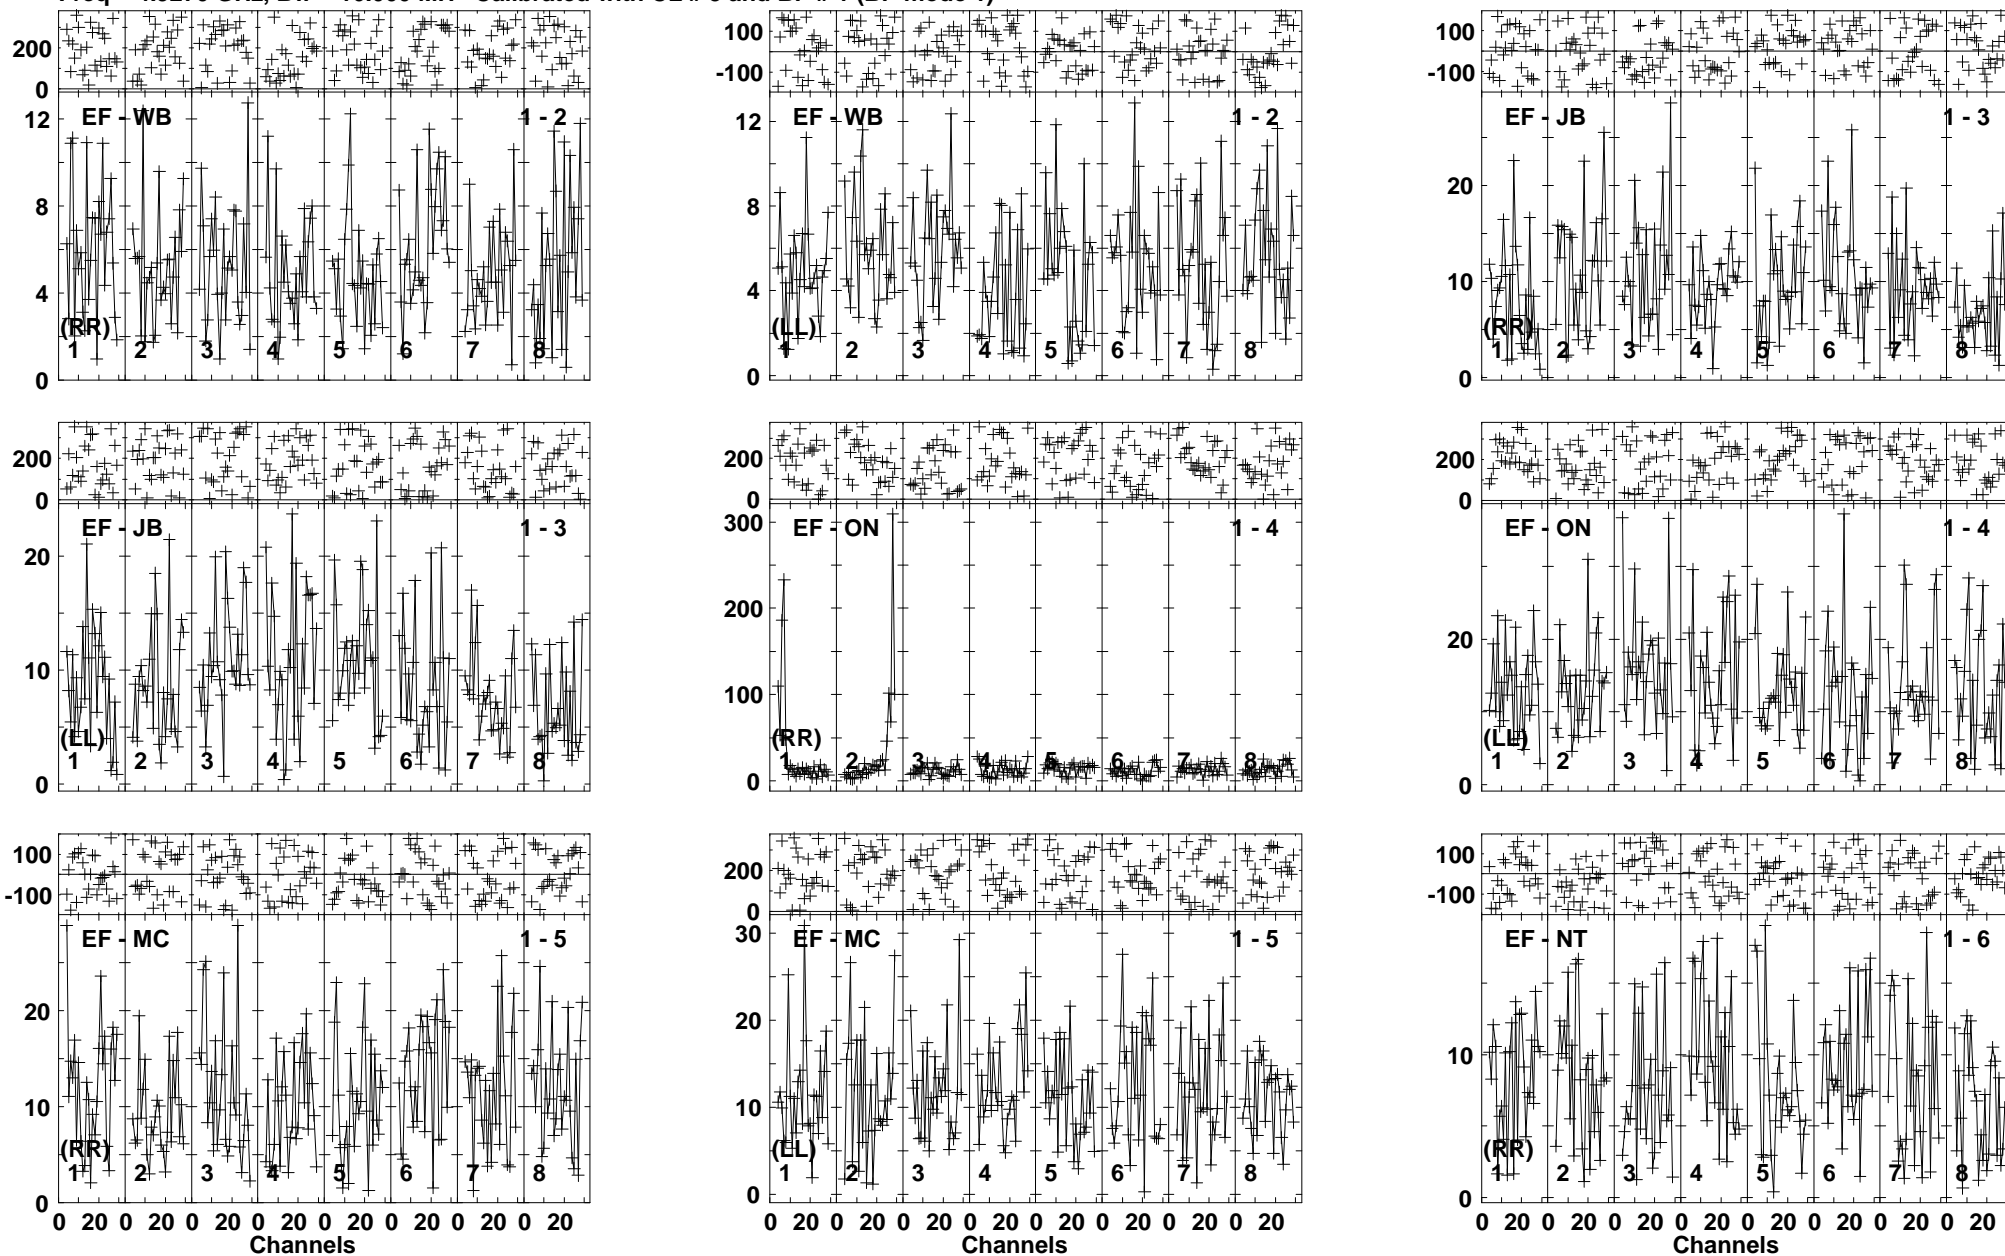 200 0 100 -100 100 -100
EF - WB 1 - 2 EF - WB 1 - 2 EF - JB 1 - 3
12 8 4 0 12 8 4 0 20 10 0
(RR) (LL) (RR)
1 2 3 4 5 6 7 8 1 2 3 4 5 6 7 8 1 2 3 4 5 6 7 8
200 0 200 0 200 0
EF - JB 1 - 3 EF - ON 1 - 4 EF - ON 1 - 4
20 10 0 300 200 100 0 20 0
(LL) (RR) (LL)
1 2 3 4 5 6 7 8 1 2 3 4 5 6 7 8 1 2 3 4 5 6 7 8
100 -100 200 0 100 -100
EF - MC 1 - 5 EF - MC 1 - 5 EF - NT 1 - 6
20 10 0 30 20 10 0 10 0
(RR) (LL) (RR)
1 2 3 4 5 6 7 8 1 2 3 4 5 6 7 8 1 2 3 4 5 6 7 8
0 20 0 20 0 20 0 20 0 20 0 20 0 20 0 20 0 20 0 20 0 20 0 20 0 20 0 20 0 20 0 20 0 20 0 20 0 20 0 20 0 20 0 20 0 20 0 20
Channels Channels